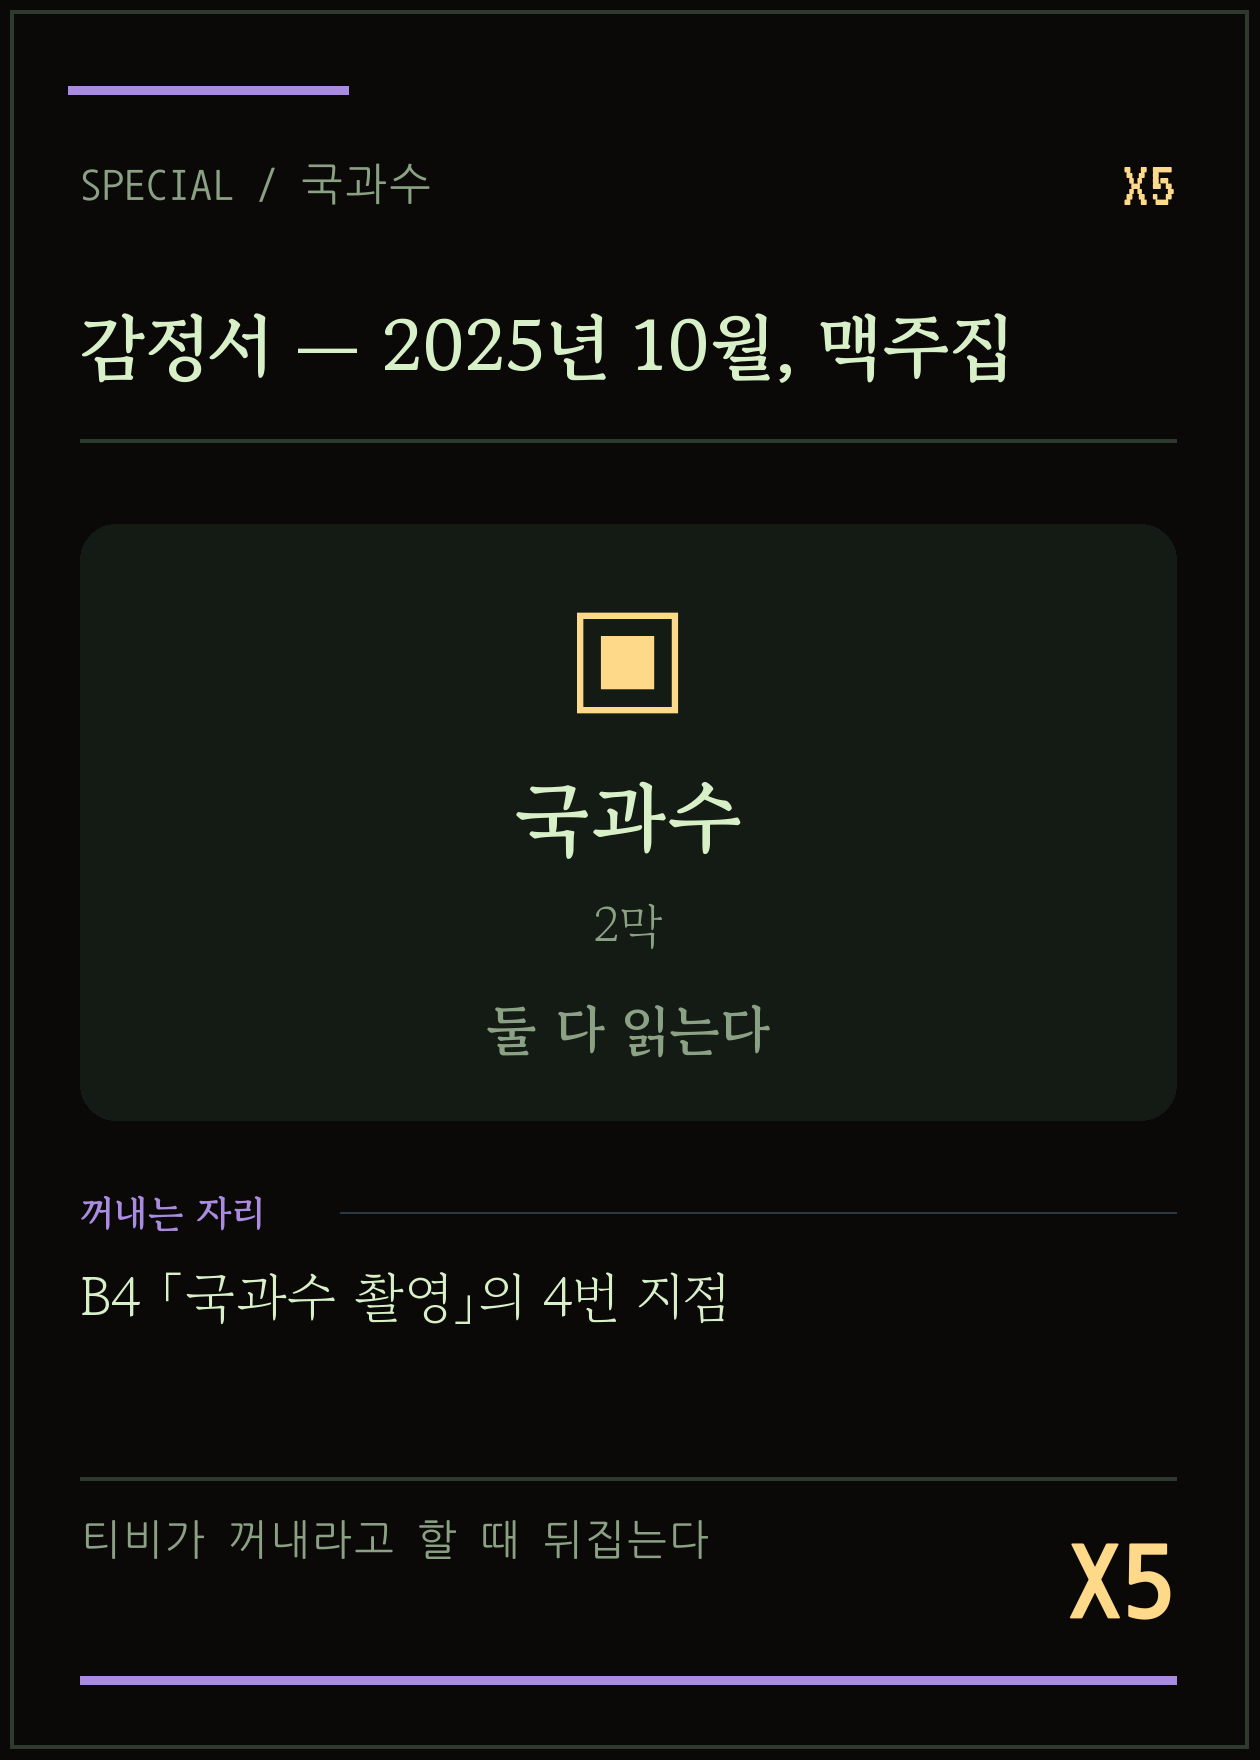 SPECIAL / 국과수
X5
감정서 — 2025년 10월, 맥주집
국과수
2막
둘 다 읽는다
꺼내는 자리
B4 「국과수 촬영」의 4번 지점
티비가 꺼내라고 할 때 뒤집는다
X5